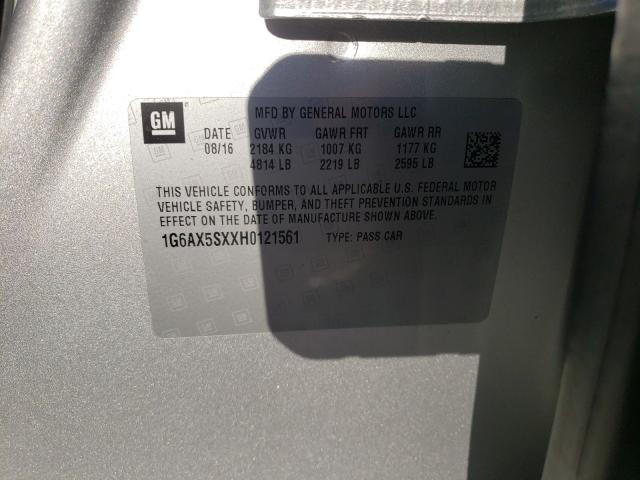 GM
MFD BY GENERAL MOTORS LLC
DATE GVWR GAWR FRT GAWR RR
08/16 2184 KG 1007 KG 1177 KG
4814 LB 2219 LB 2595 LB
THIS VEHICLE CONFORMS TO ALL APPLICABLE U.S. FEDERAL MOTOR
VEHICLE SAFETY, BUMPER, AND THEFT PREVENTION STANDARDS IN
EFFECT ON THE DATE OF MANUFACTURE SHOWN ABOVE.
1G6AX5SXXH0121561 TYPE: PASS CAR